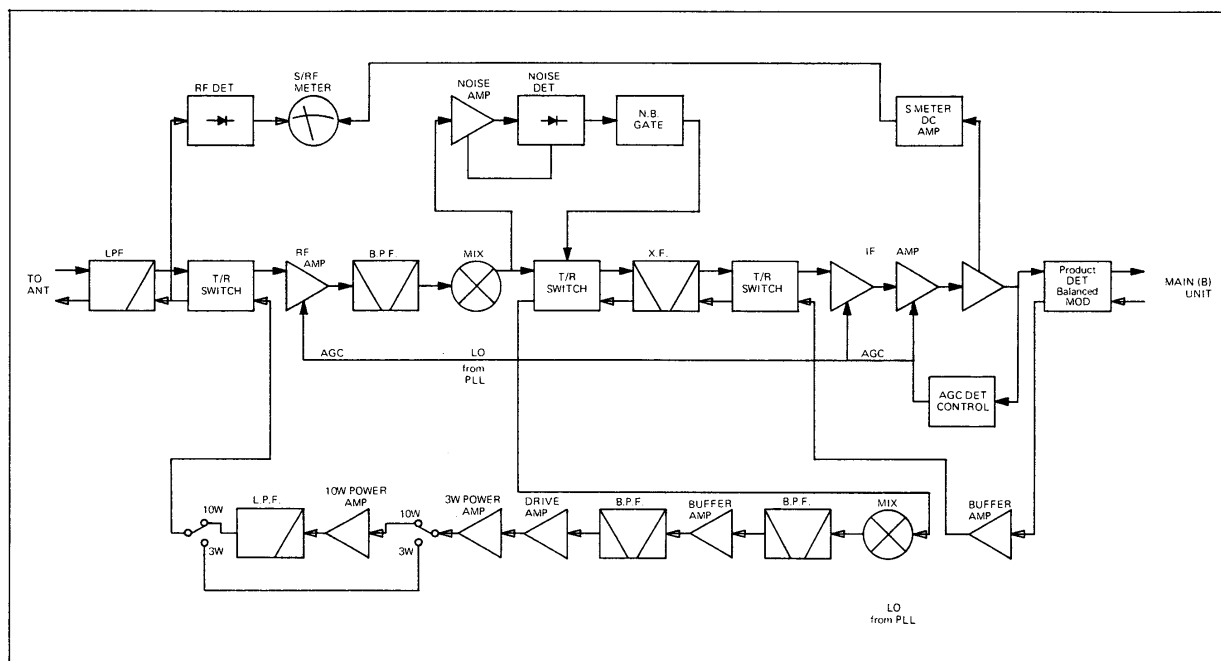 RF DET
S/RF
METER
NOISE
AMP
NOISE
DET
N.B.
GATE
S METER
DC
AMP
TO
ANT
LPF
T/R
SWITCH
RF
AMP
B.P.F.
MIX
T/R
SWITCH
X.F.
T/R
SWITCH
IF AMP
Product
DET
Balanced
MOD
MAIN (B)
UNIT
AGC
LO
from
PLL
AGC
AGC DET
CONTROL
10W
3W
L.P.F.
10W POWER
AMP
10W
3W
3W POWER
AMP
DRIVE
AMP
B.P.F.
BUFFER
AMP
B.P.F.
MIX
BUFFER
AMP
LO
from PLL